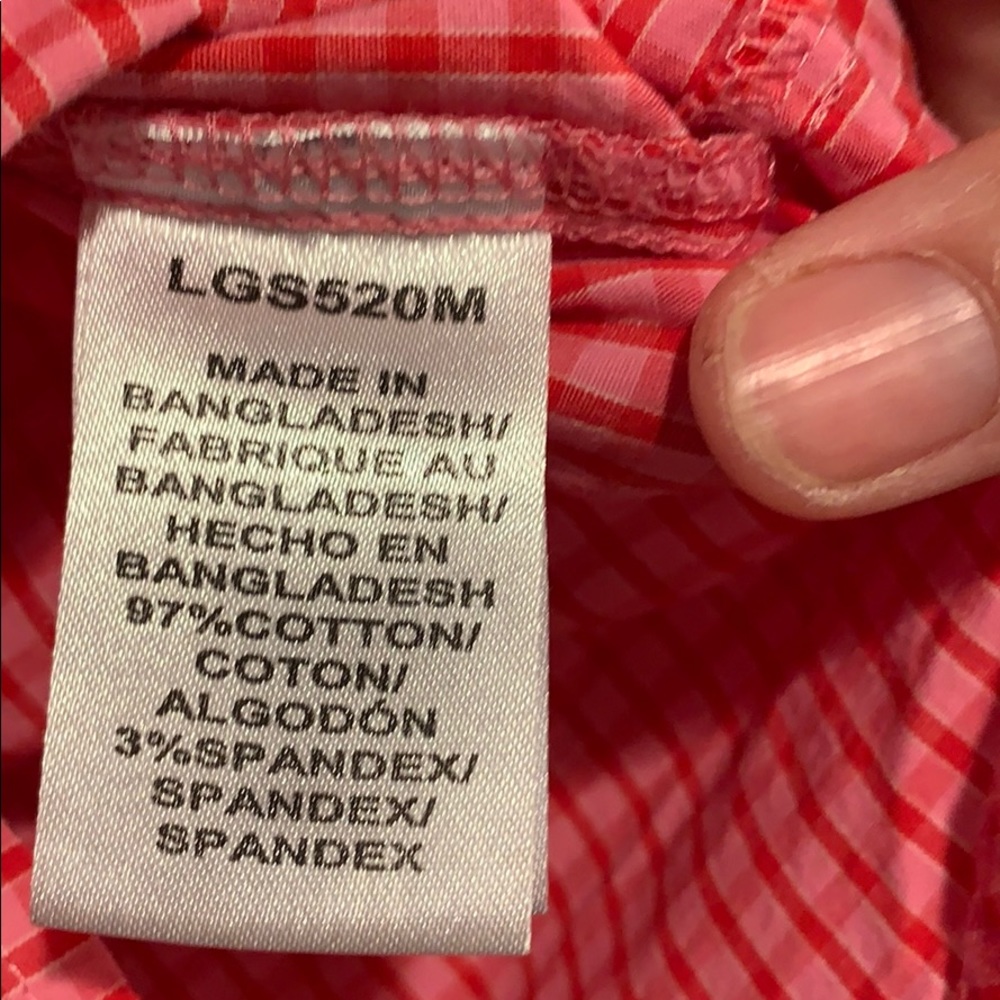 LGS520M
MADE IN
BANGLADESH/
FABRIQUE AU
BANGLADESH/
HECHO EN
BANGLADESH
97%COTTON/
COTON/
ALGODÓN
3%SPANDEX/
SPANDEX/
SPANDEX